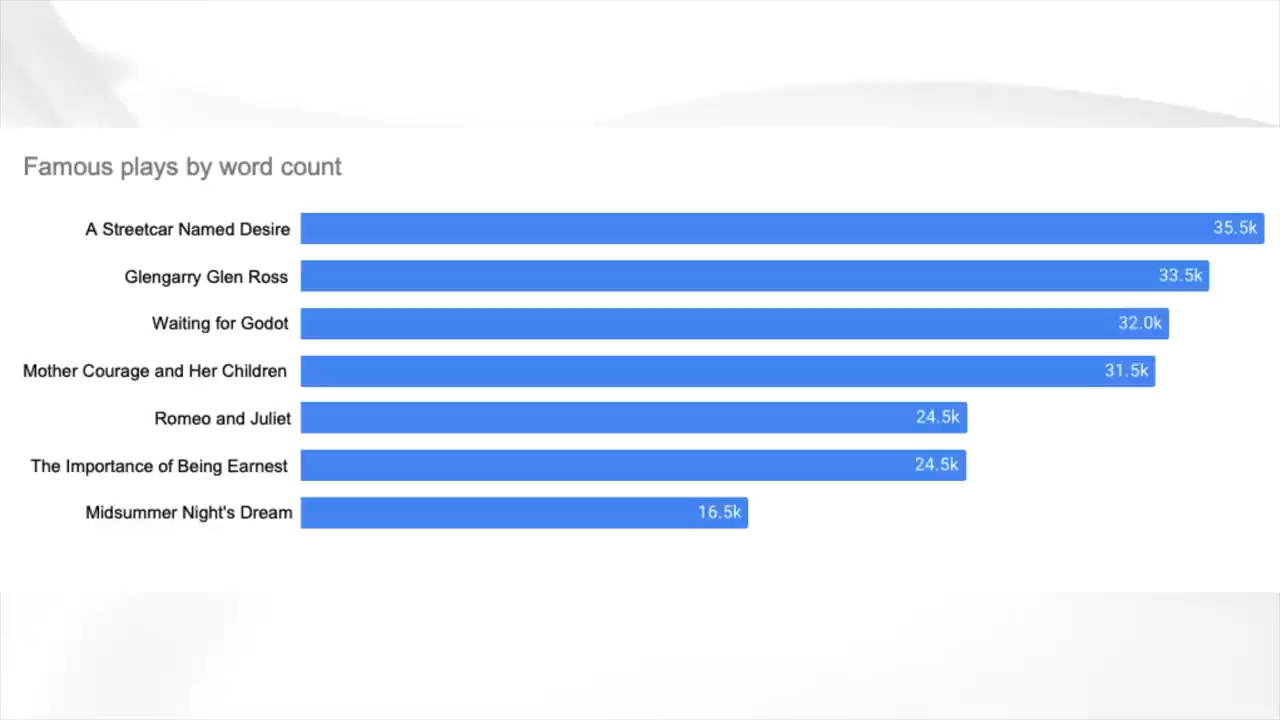 Famous plays by word count
A Streetcar Named Desire 35.5k
Glengarry Glen Ross 33.5k
Waiting for Godot 32.0k
Mother Courage and Her Children 31.5k
Romeo and Juliet 24.5k
The Importance of Being Earnest 24.5k
Midsummer Night's Dream 16.5k